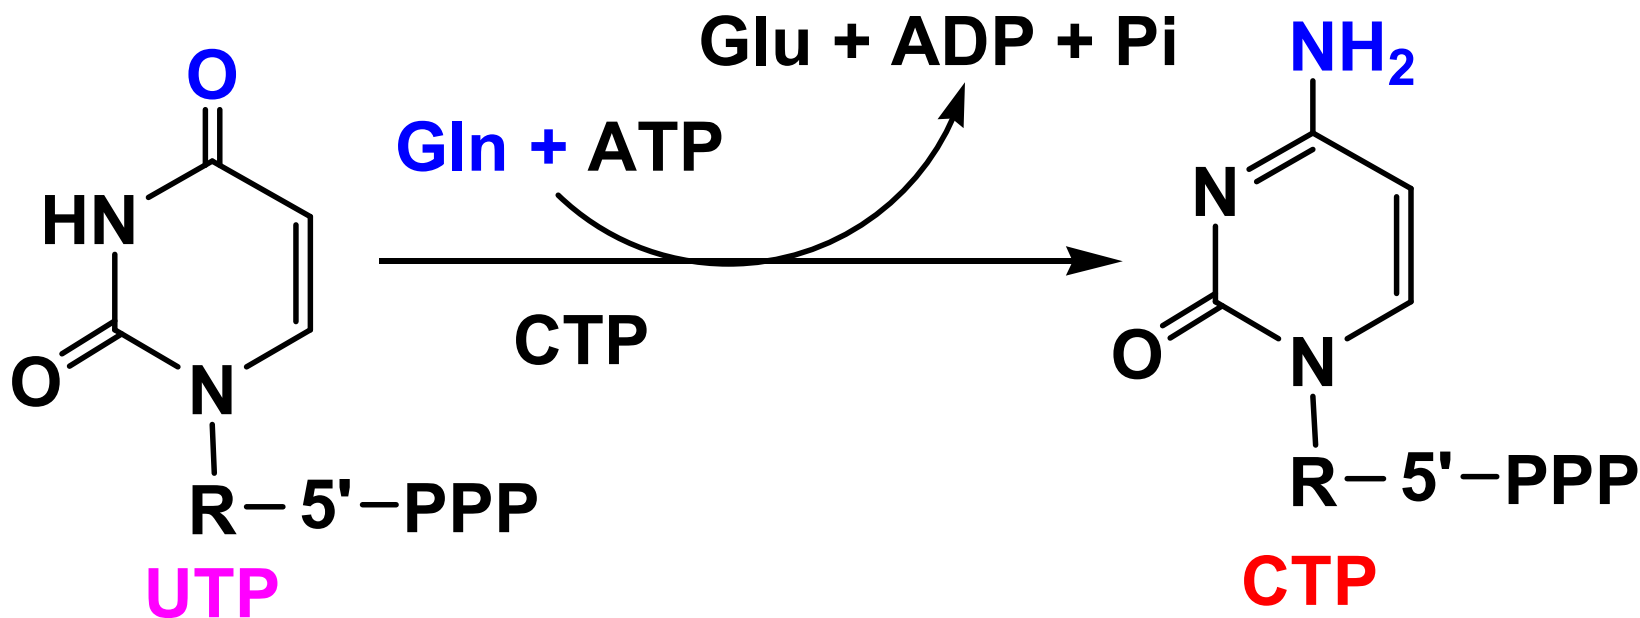 Glu + ADP + Pi
NH2
O
Gln + ATP
HN
N
CTP
O
N
O
N
R
5'
PPP
R
5'
PPP
UTP
CTP